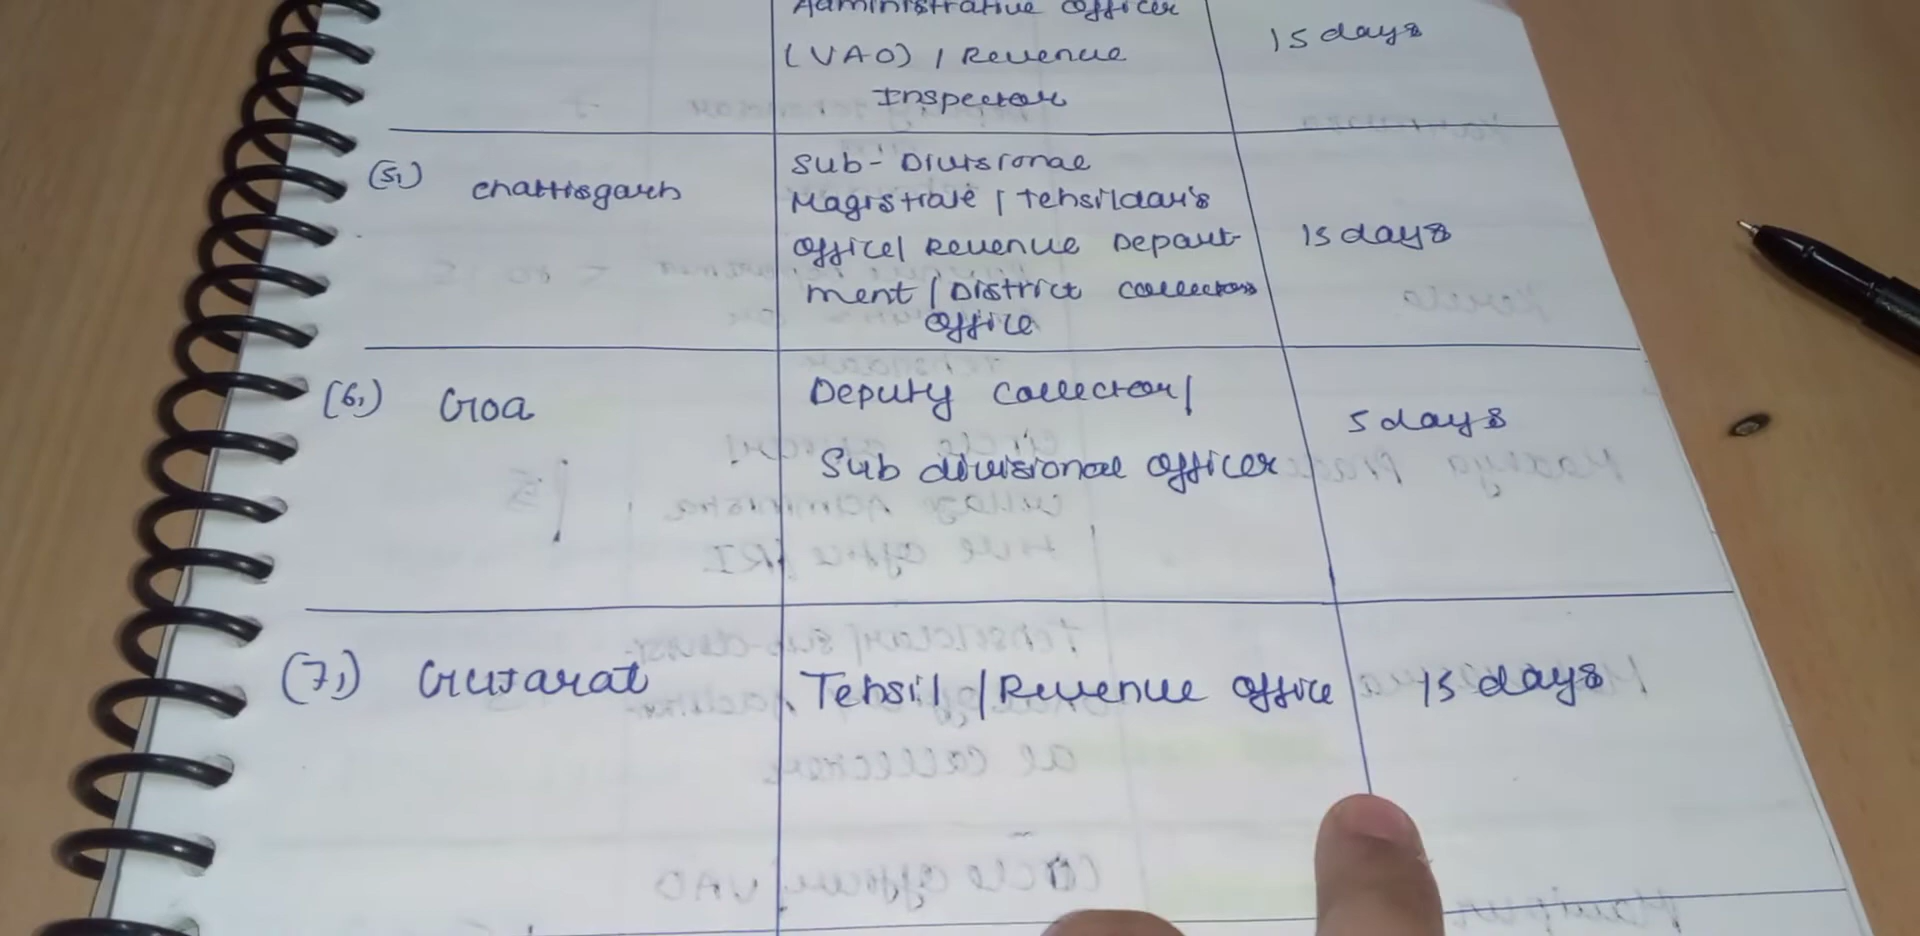 Administrative Officer
(VAO) / Revenue
Inspector
15 days
(5,) Chattisgarh
Sub-Divisional
Magistrate / Tehsildar's
Office/ Revenue Depart-
ment / District Collectors
Office
15 days
(6,) Goa
Deputy Collector/
Sub divisional officer
5 days
(7,) Gujarat
Tehsil / Revenue office
15 days